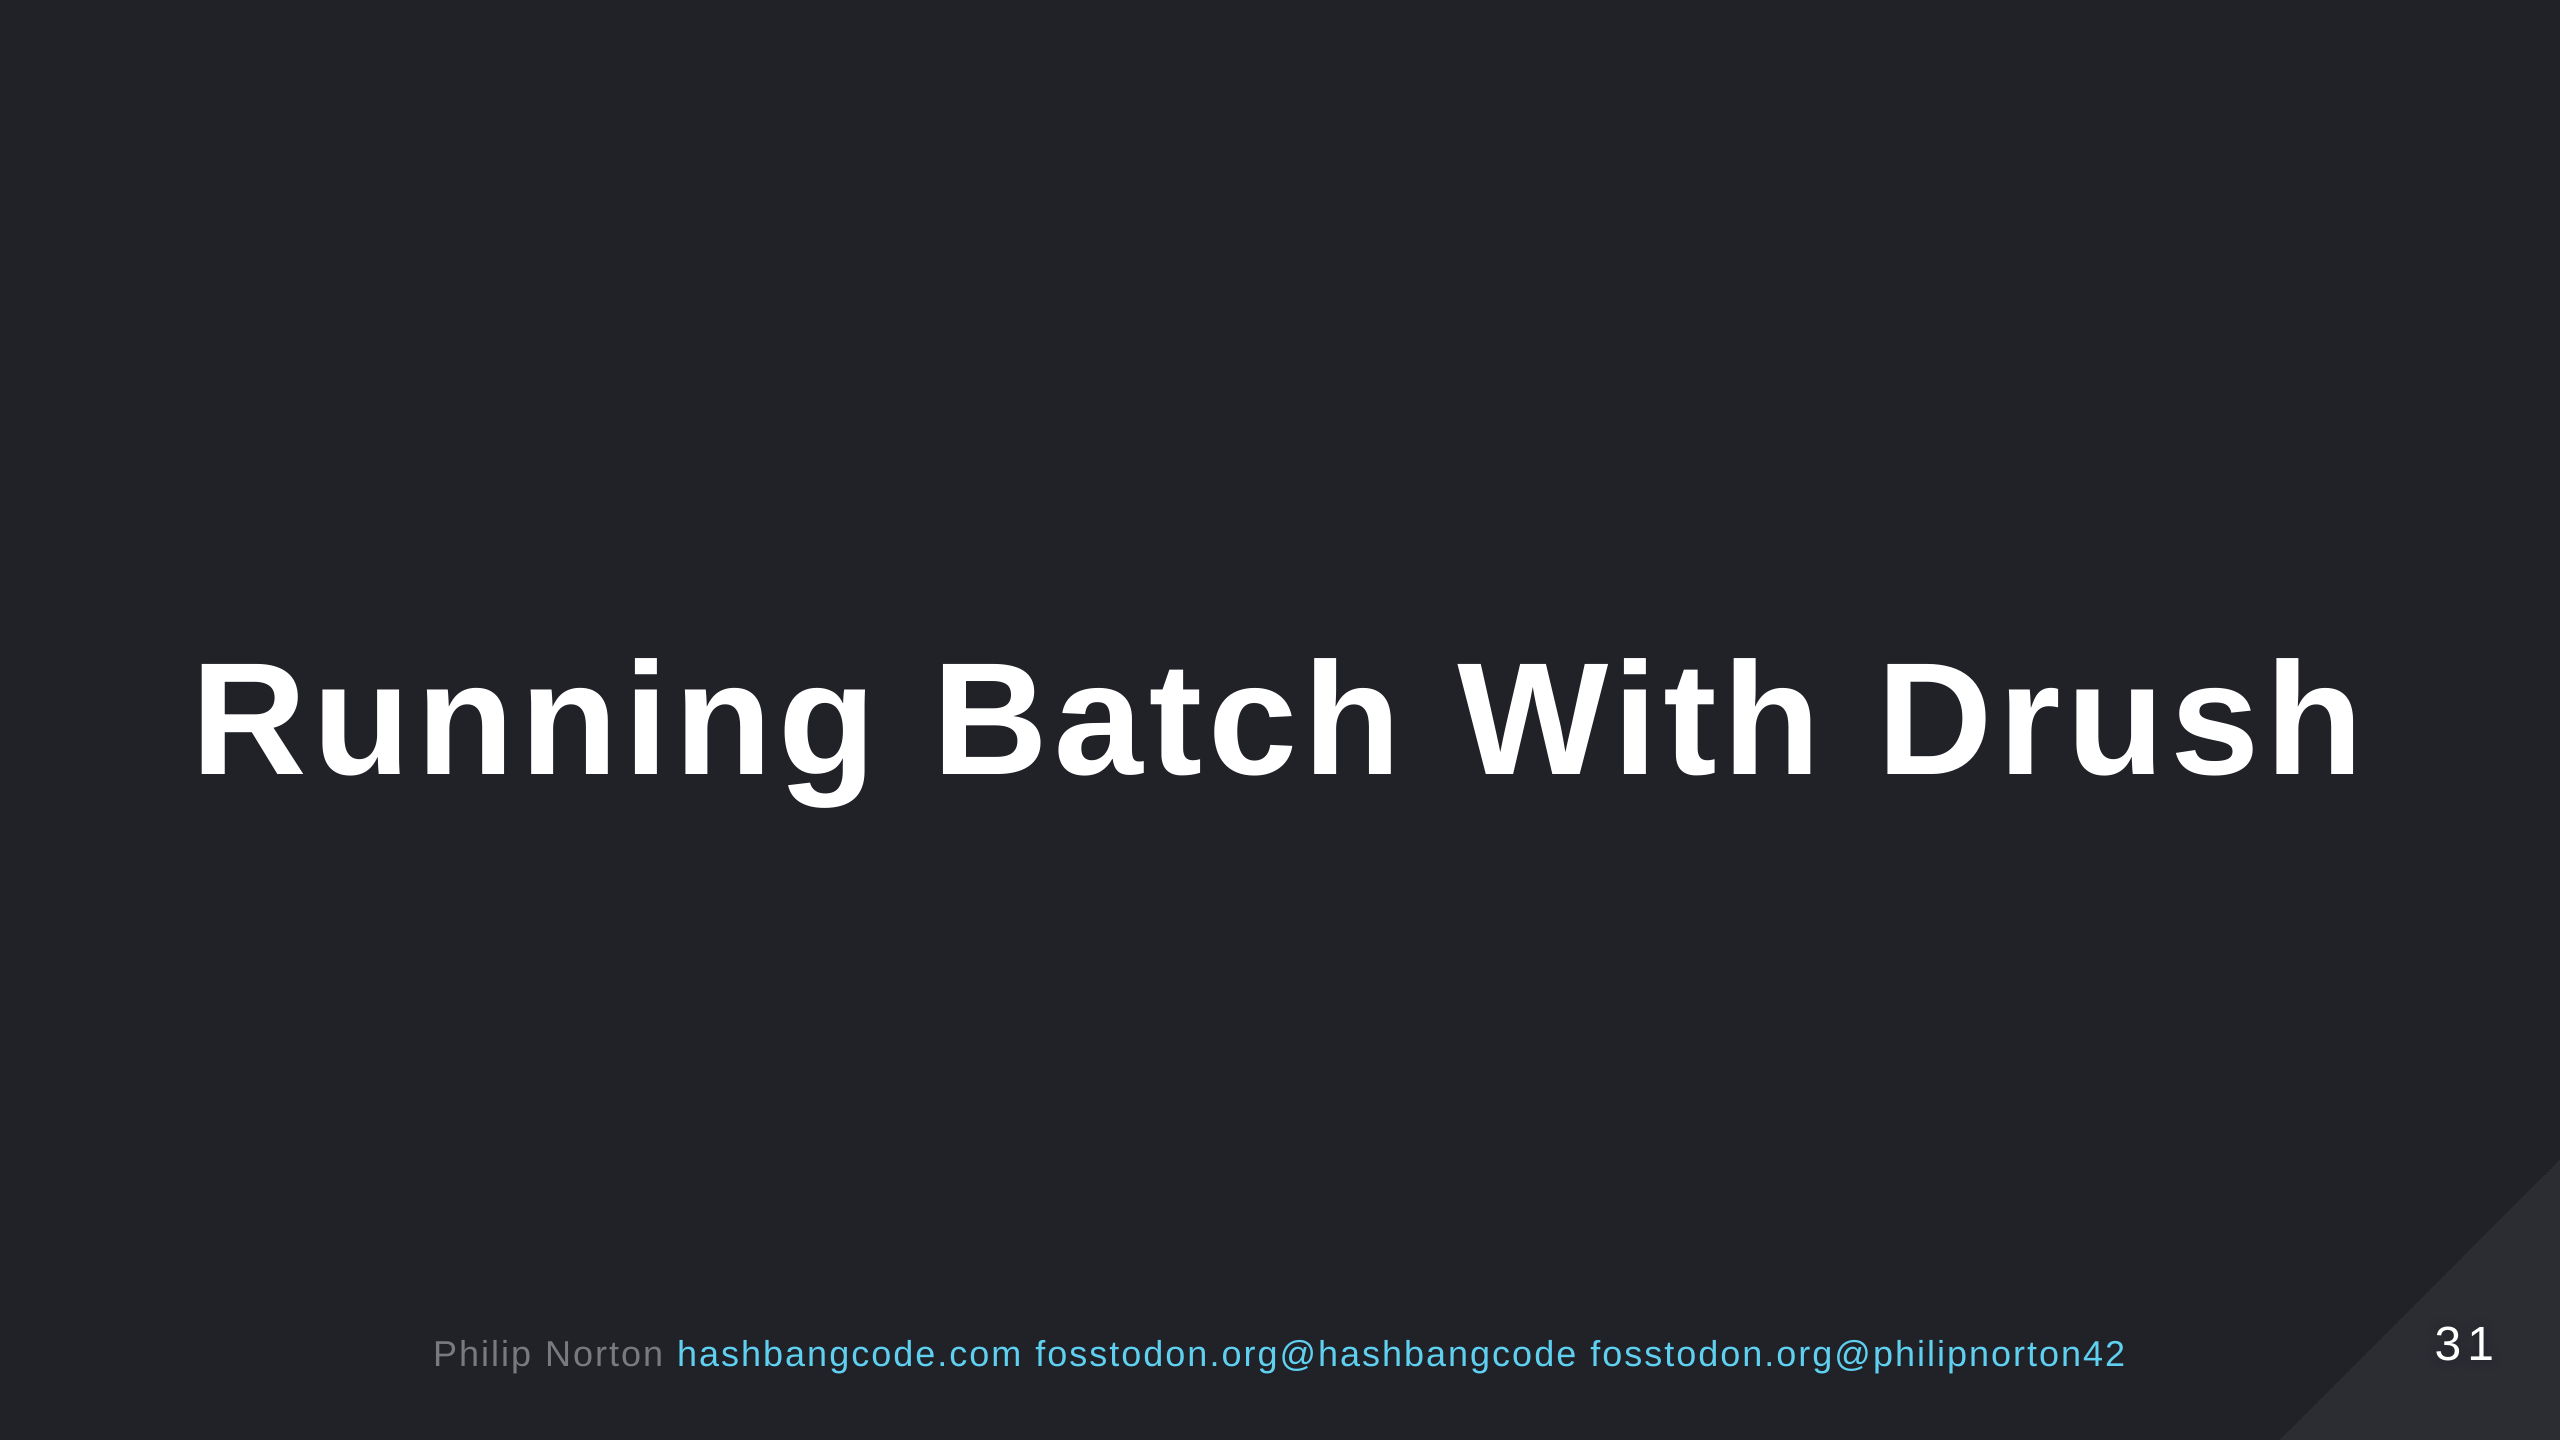 Running Batch With Drush
Philip Norton hashbangcode.com fosstodon.org@hashbangcode fosstodon.org@philipnorton42
31